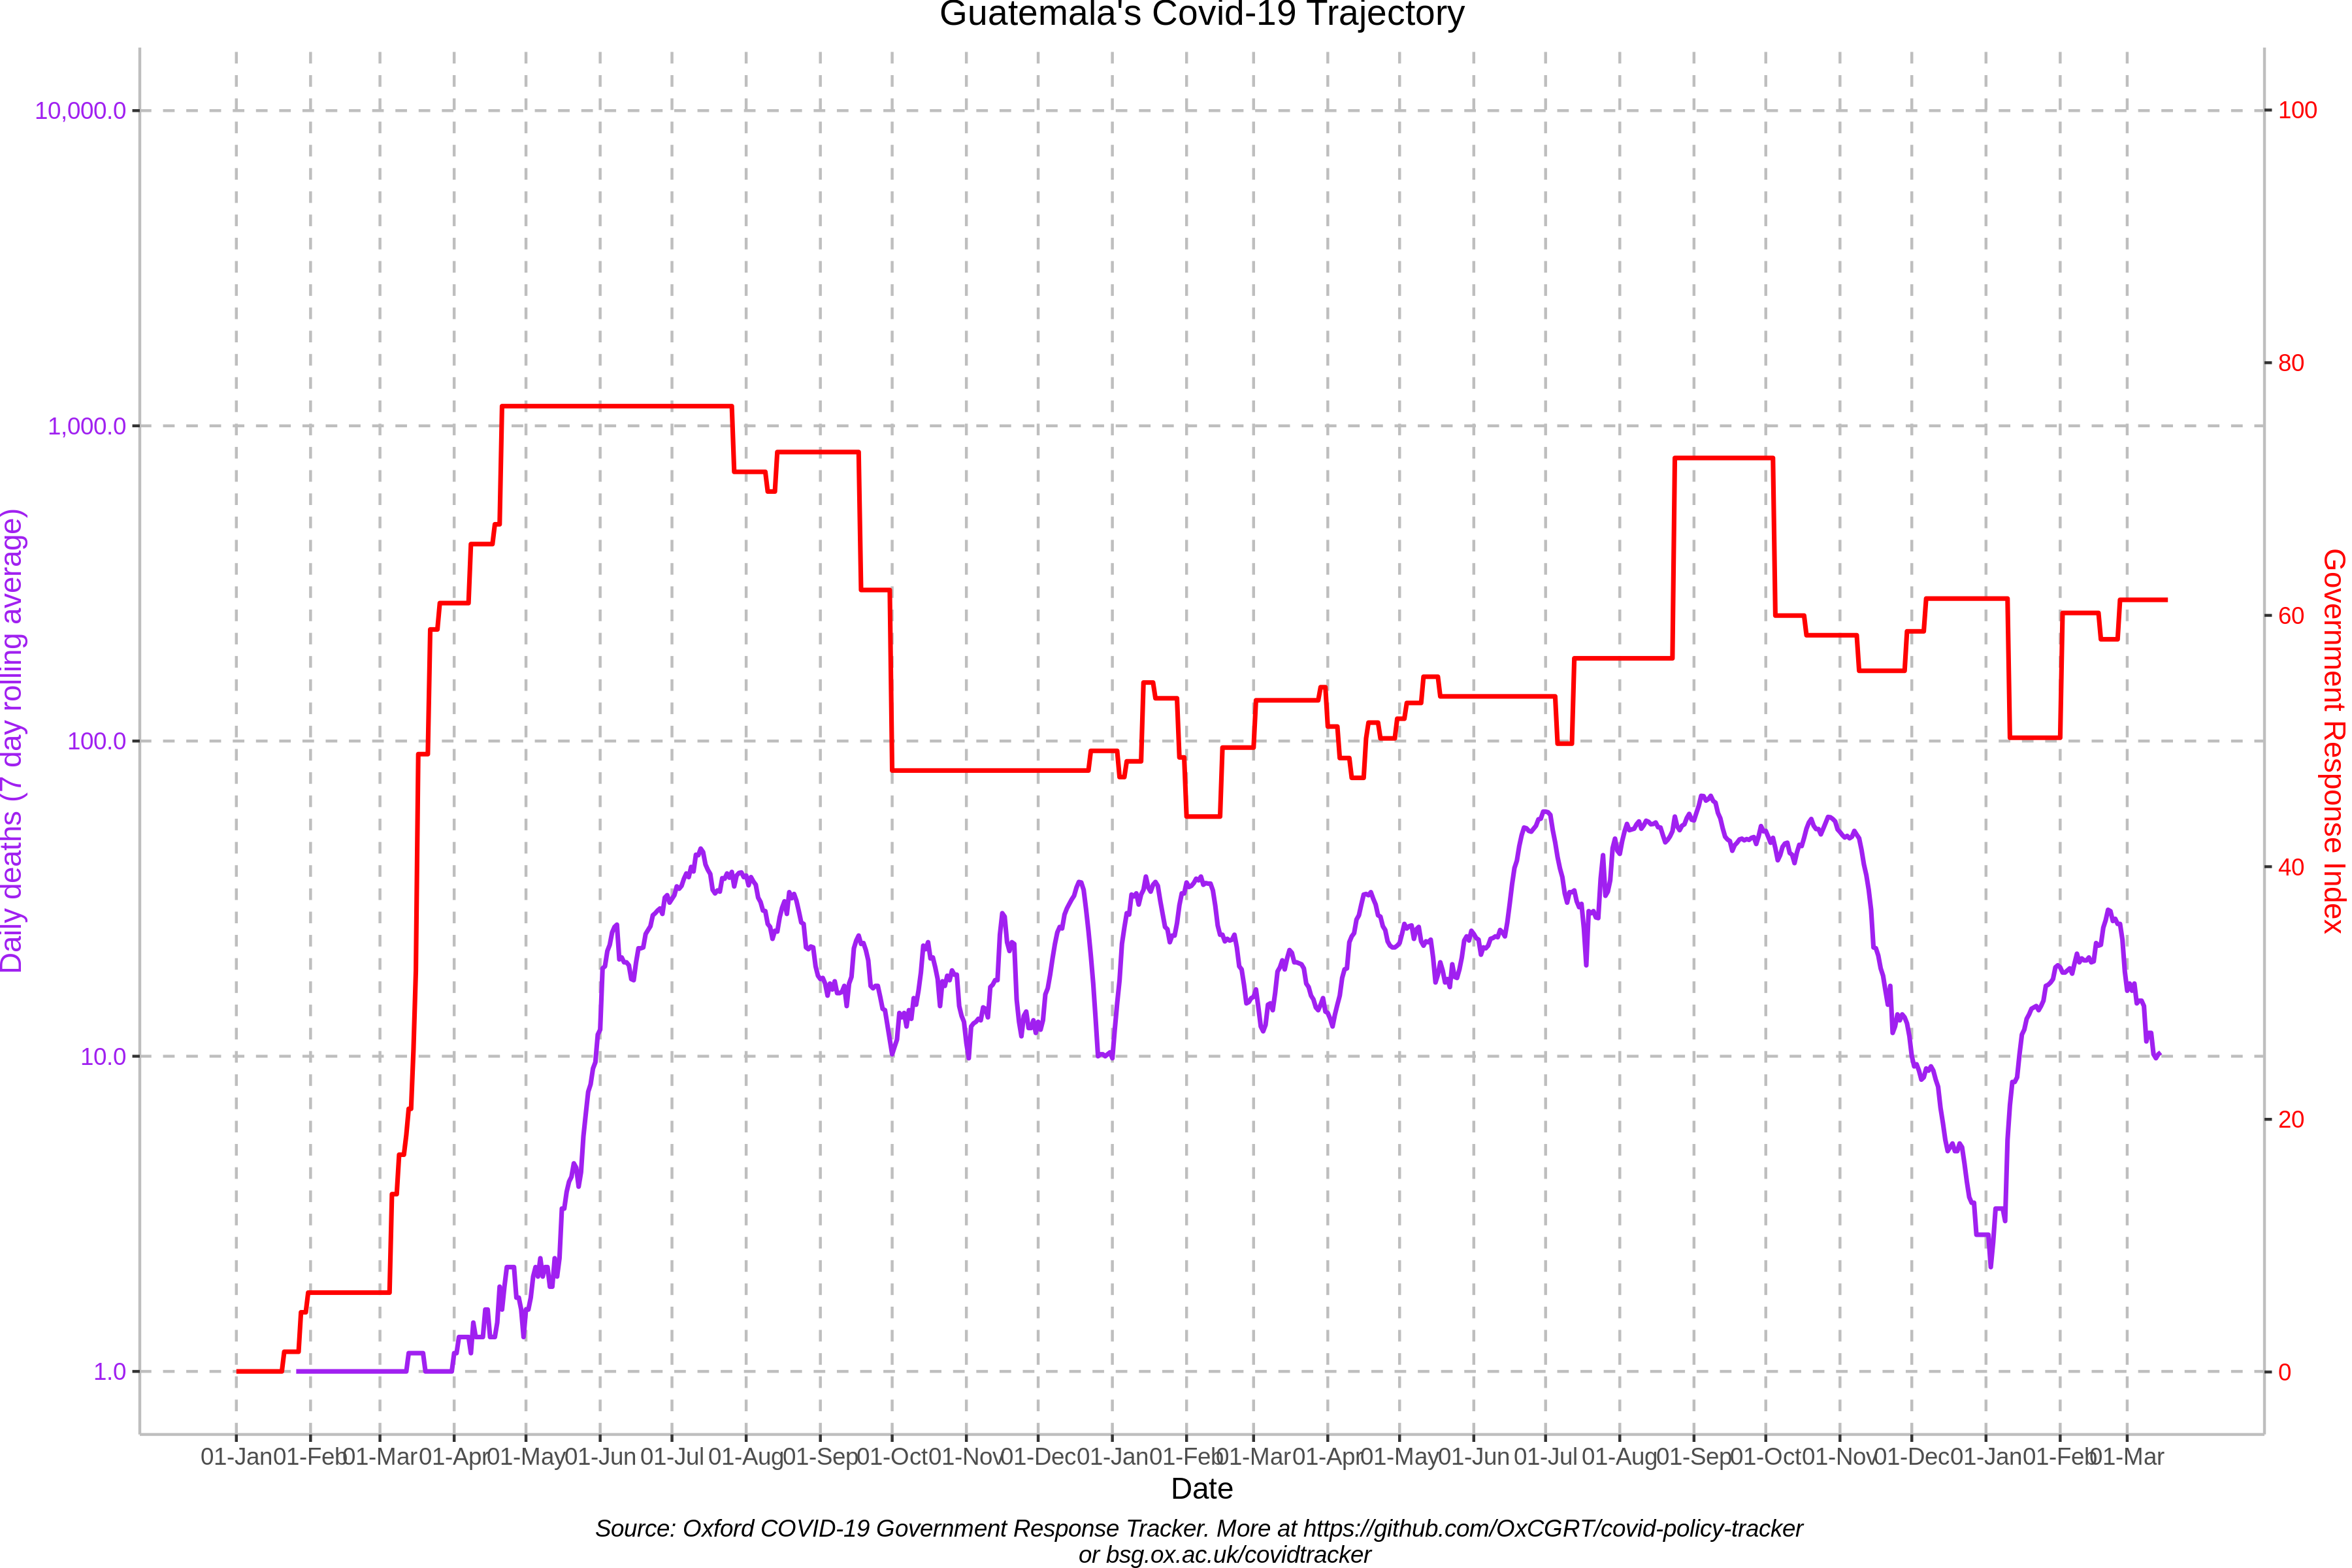 Guatemala's Covid-19 Trajectory
10,000.0
1,000.0
100.0
10.0
1.0
Daily deaths (7 day rolling average)
100
80
60
40
20
0
Government Response Index
01-Jan 01-Feb 01-Mar 01-Apr 01-May 01-Jun 01-Jul 01-Aug 01-Sep 01-Oct 01-Nov 01-Dec 01-Jan 01-Feb 01-Mar 01-Apr 01-May 01-Jun 01-Jul 01-Aug 01-Sep 01-Oct 01-Nov 01-Dec 01-Jan 01-Feb 01-Mar
Date
Source: Oxford COVID-19 Government Response Tracker. More at https://github.com/OxCGRT/covid-policy-tracker
or bsg.ox.ac.uk/covidtracker